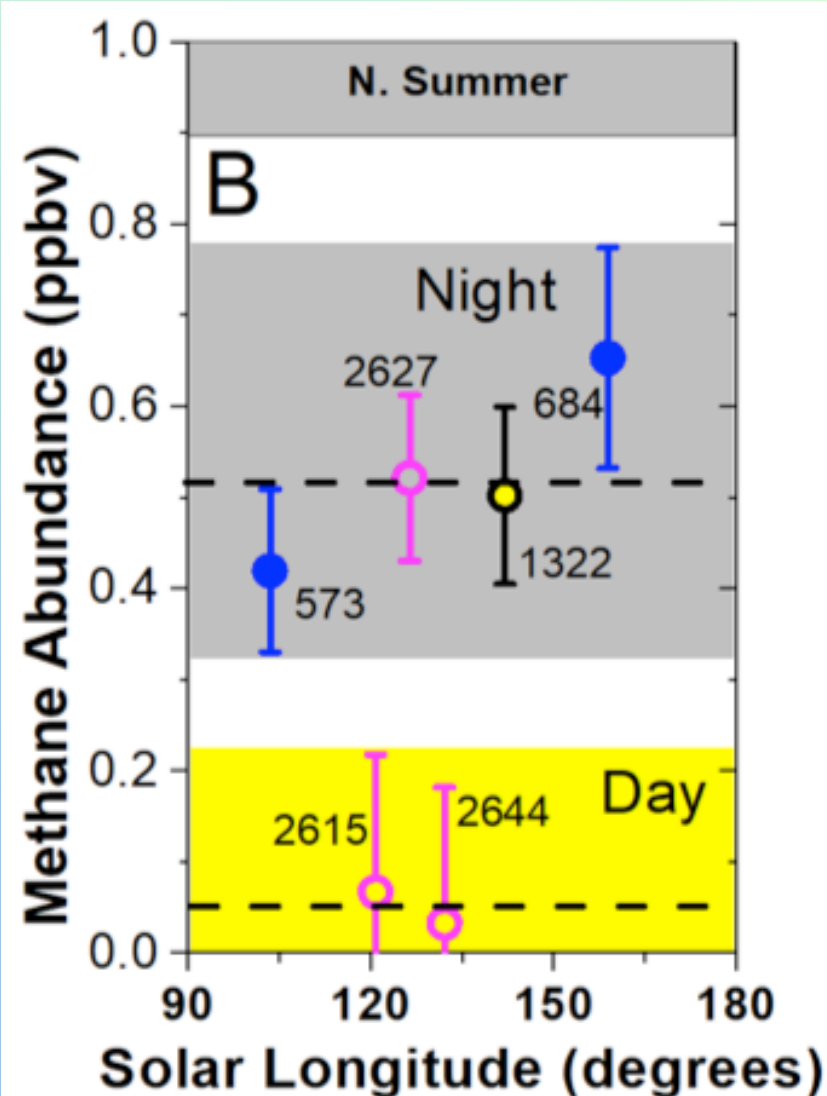 1.0
N. Summer
B
0.8
Night
2627
0.6
684
1322
0.4
573
0.2
Day
2615
2644
0.0
90 120 150 180
Solar Longitude (degrees)
Methane Abundance (ppbv)